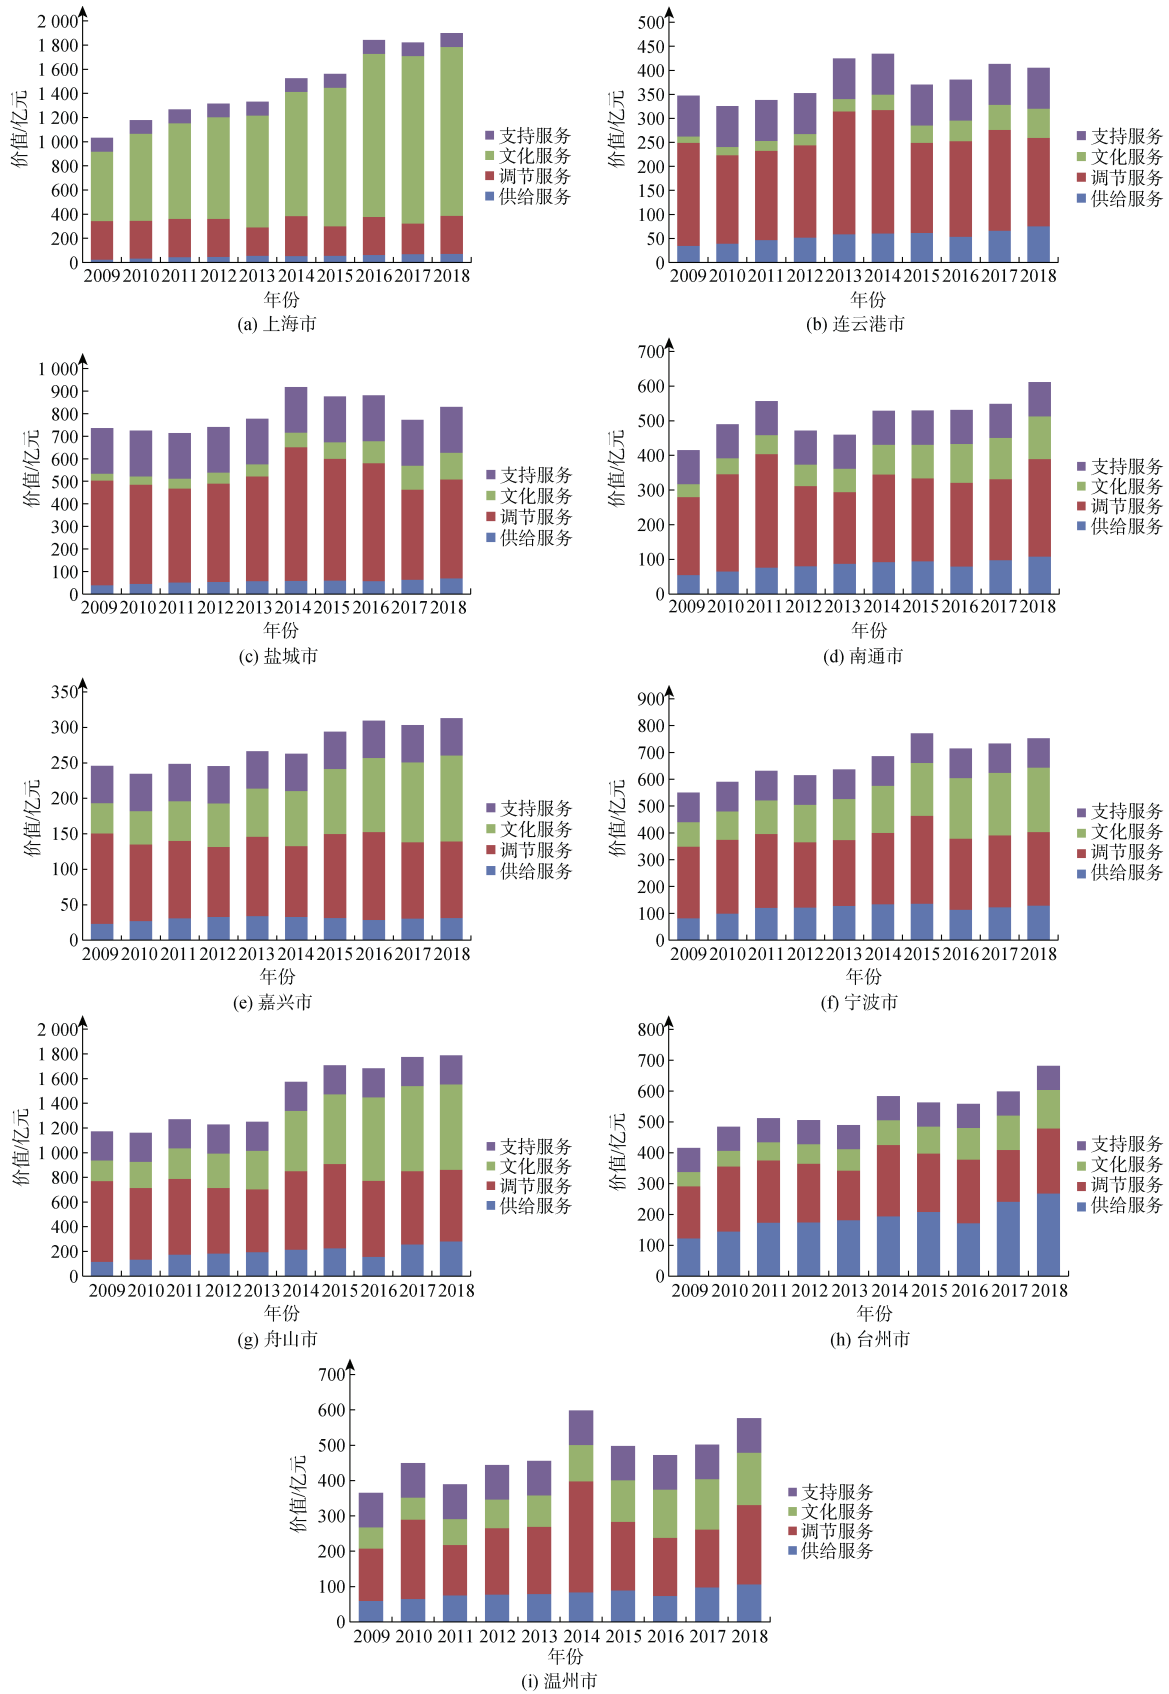 2 000
1 800
1 600
1 400
1 200
1 000
800
600
400
200
0
价值/亿元
支持服务
文化服务
调节服务
供给服务
2009 2010 2011 2012 2013 2014 2015 2016 2017 2018
年份
(a) 上海市
500
450
400
350
300
250
200
150
100
50
0
价值/亿元
支持服务
文化服务
调节服务
供给服务
2009 2010 2011 2012 2013 2014 2015 2016 2017 2018
年份
(b) 连云港市
1 000
900
800
700
600
500
400
300
200
100
0
价值/亿元
支持服务
文化服务
调节服务
供给服务
2009 2010 2011 2012 2013 2014 2015 2016 2017 2018
年份
(c) 盐城市
700
600
500
400
300
200
100
0
价值/亿元
支持服务
文化服务
调节服务
供给服务
2009 2010 2011 2012 2013 2014 2015 2016 2017 2018
年份
(d) 南通市
350
300
250
200
150
100
50
0
价值/亿元
支持服务
文化服务
调节服务
供给服务
2009 2010 2011 2012 2013 2014 2015 2016 2017 2018
年份
(e) 嘉兴市
900
800
700
600
500
400
300
200
100
0
价值/亿元
支持服务
文化服务
调节服务
供给服务
2009 2010 2011 2012 2013 2014 2015 2016 2017 2018
年份
(f) 宁波市
2 000
1 800
1 600
1 400
1 200
1 000
800
600
400
200
0
价值/亿元
支持服务
文化服务
调节服务
供给服务
2009 2010 2011 2012 2013 2014 2015 2016 2017 2018
年份
(g) 舟山市
800
700
600
500
400
300
200
100
0
价值/亿元
支持服务
文化服务
调节服务
供给服务
2009 2010 2011 2012 2013 2014 2015 2016 2017 2018
年份
(h) 台州市
700
600
500
400
300
200
100
0
价值/亿元
支持服务
文化服务
调节服务
供给服务
2009 2010 2011 2012 2013 2014 2015 2016 2017 2018
年份
(i) 温州市